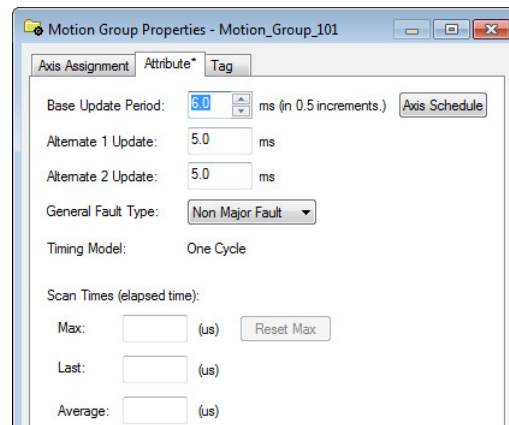 Motion Group Properties - Motion_Group_101
Axis Assignment Attribute* Tag
Base Update Period: 6.0 ms (in 0.5 increments.) Axis Schedule
Alternate 1 Update: 5.0 ms
Alternate 2 Update: 5.0 ms
General Fault Type: Non Major Fault
Timing Model: One Cycle
Scan Times (elapsed time):
Max: (us) Reset Max
Last: (us)
Average: (us)